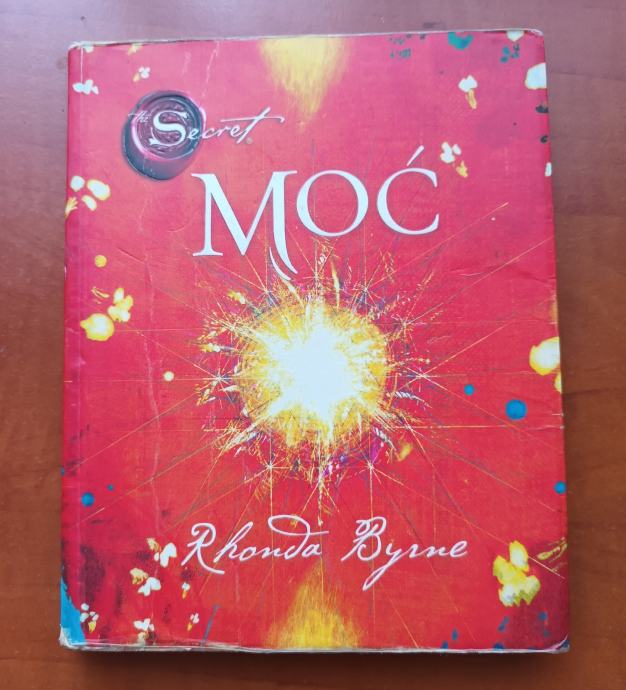 the Secret®
MOĆ
Rhonda Byrne